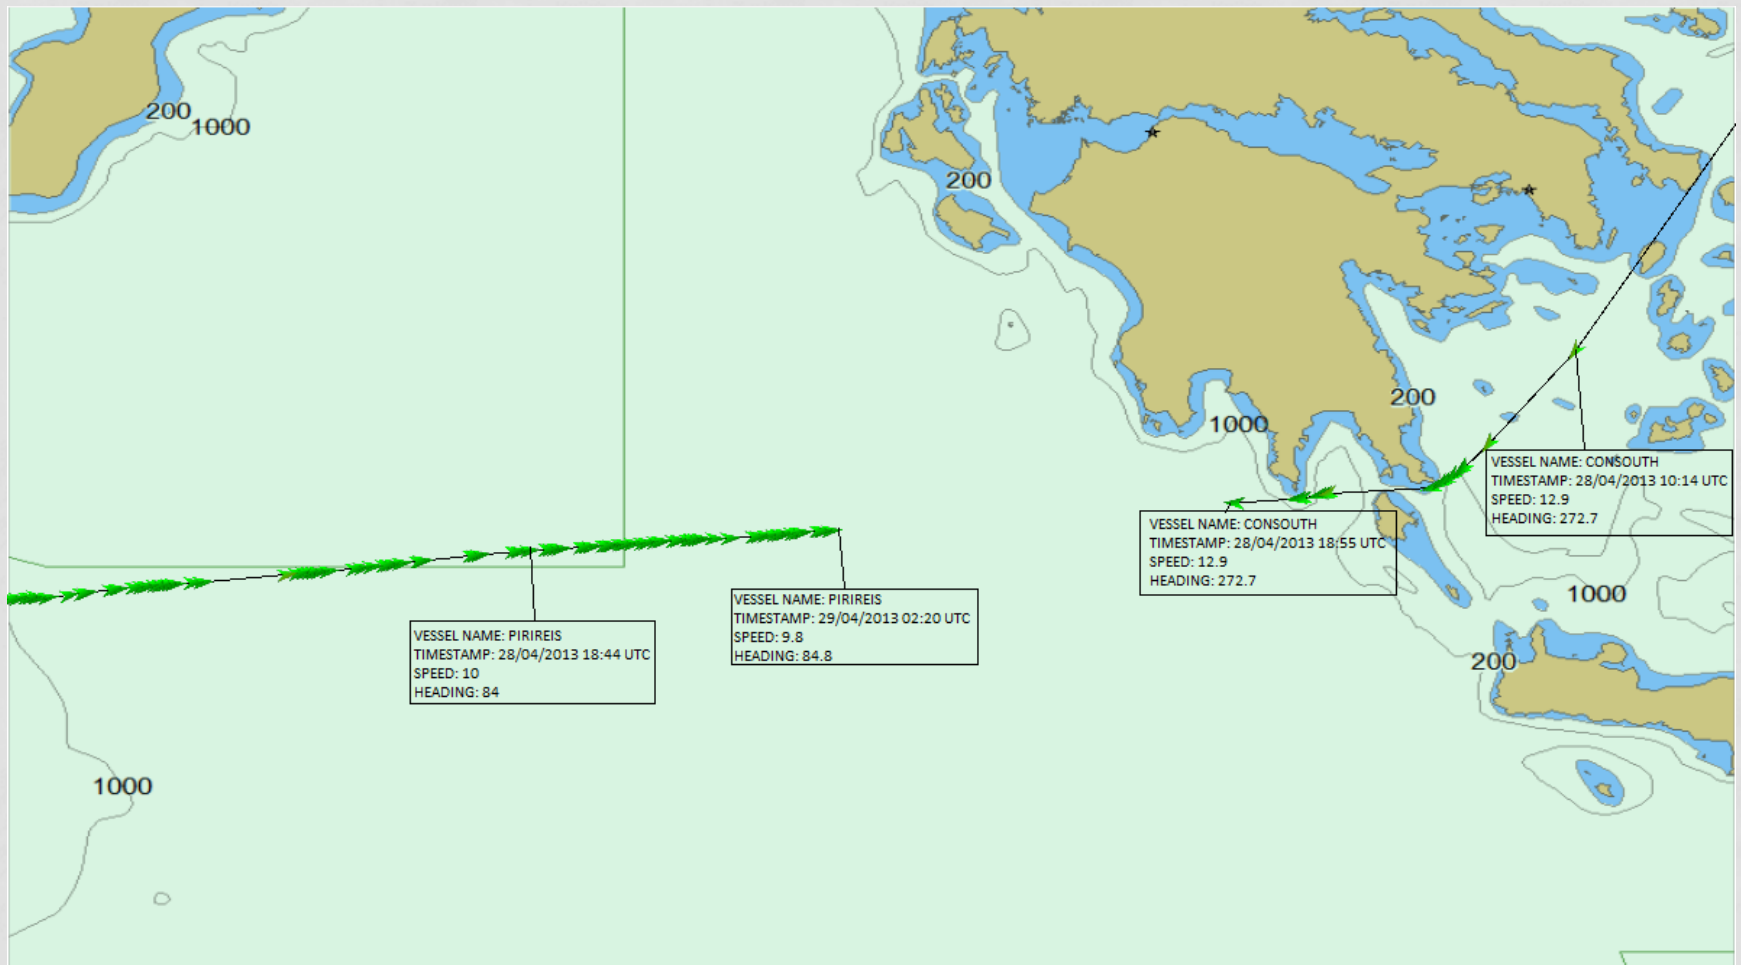 200
1000
200
200
1000
VESSEL NAME: CONSOUTH
TIMESTAMP: 28/04/2013 10:14 UTC
SPEED: 12.9
HEADING: 272.7
VESSEL NAME: CONSOUTH
TIMESTAMP: 28/04/2013 18:55 UTC
SPEED: 12.9
HEADING: 272.7
VESSEL NAME: PIRIREIS
TIMESTAMP: 29/04/2013 02:20 UTC
SPEED: 9.8
HEADING: 84.8
1000
VESSEL NAME: PIRIREIS
TIMESTAMP: 28/04/2013 18:44 UTC
SPEED: 10
HEADING: 84
200
1000